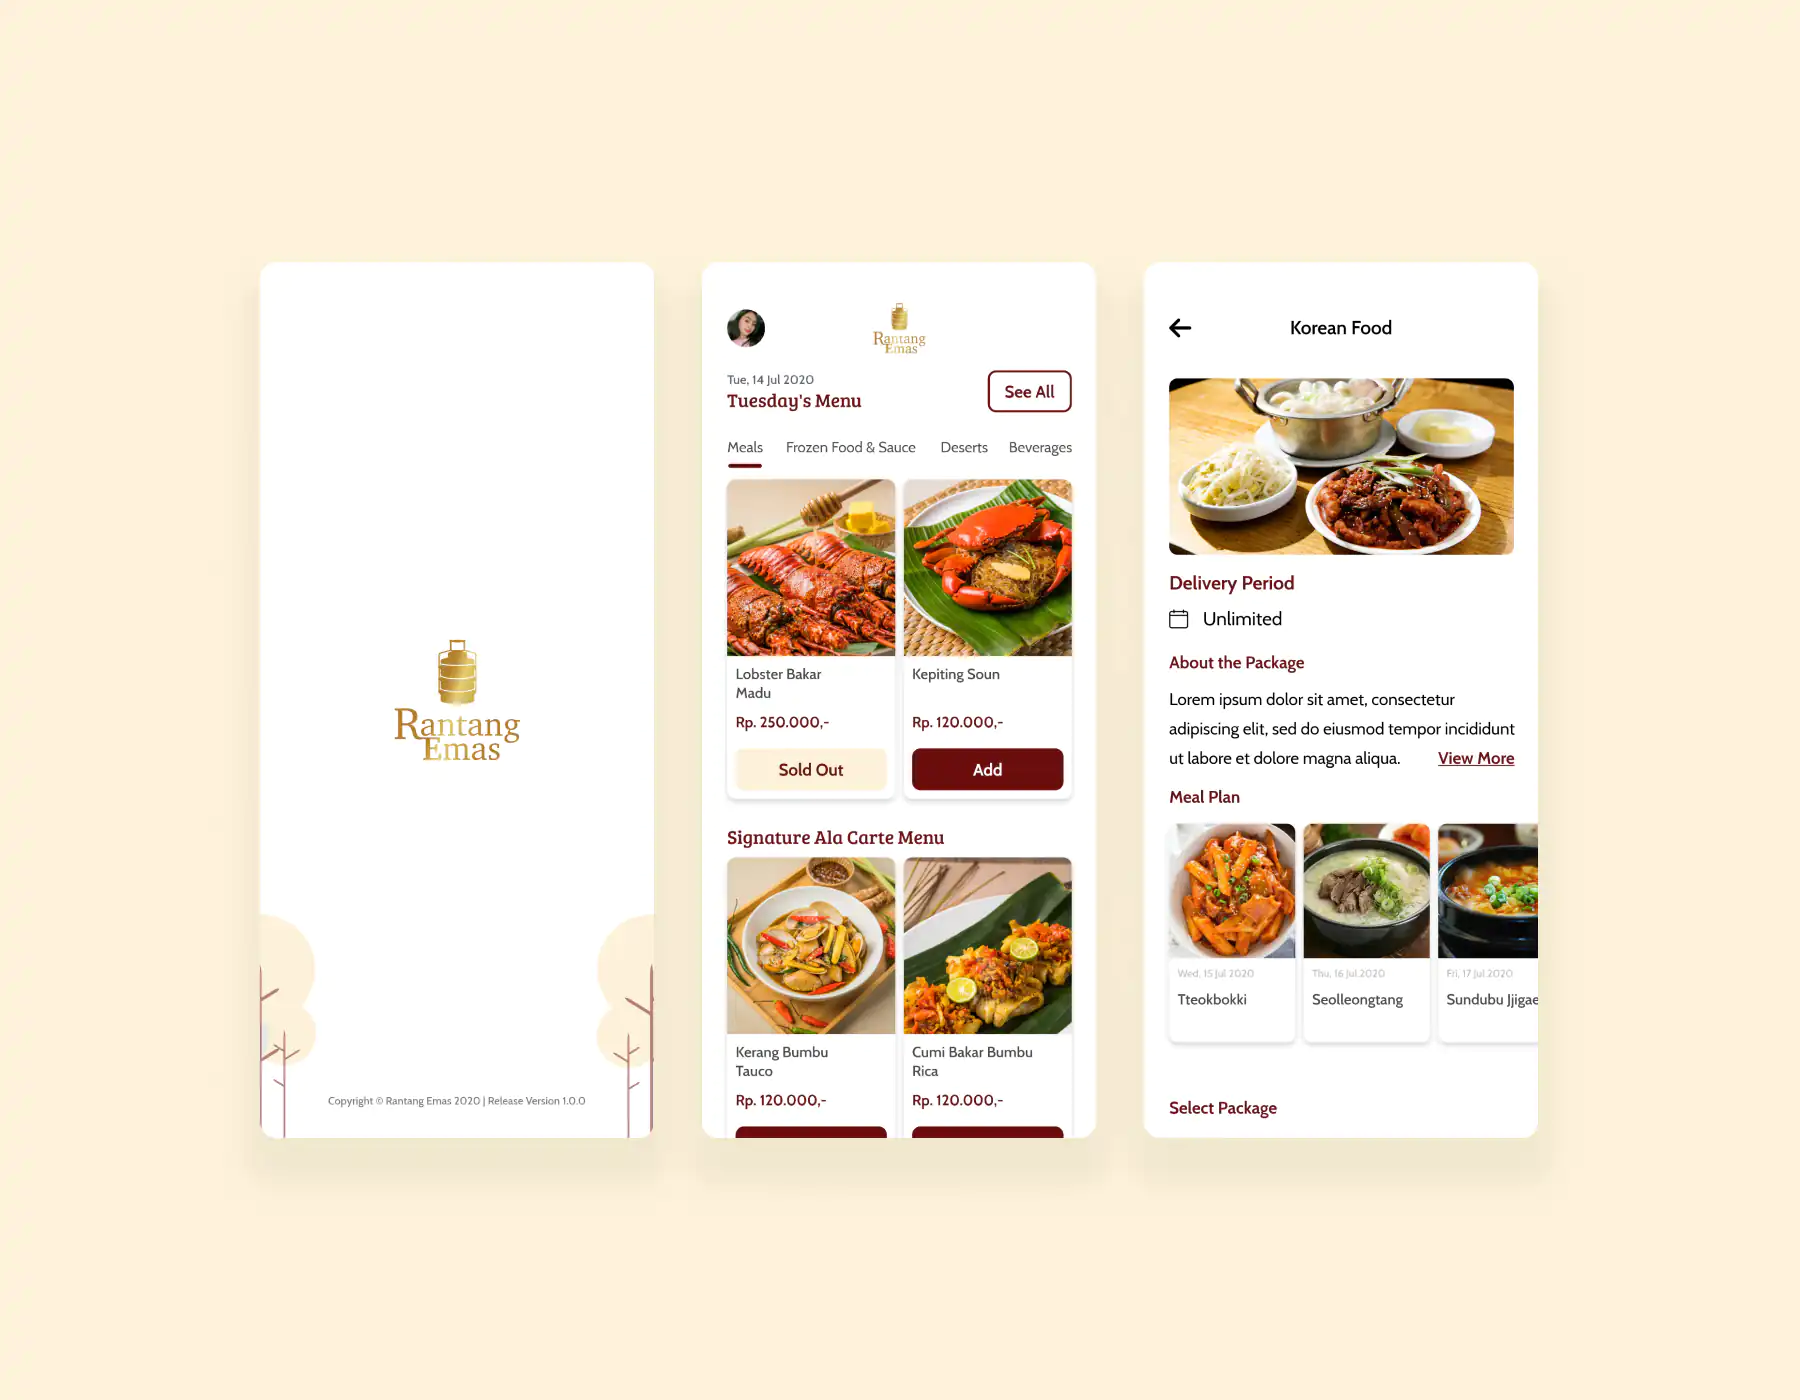 Rantang
Emas
Copyright © Rantang Emas 2020 | Release Version 1.0.0
Rantang
Emas
Tue, 14 Jul 2020
Tuesday's Menu
See All
Meals Frozen Food & Sauce Deserts Beverages
Lobster Bakar
Madu
Kepiting Soun
Rp. 250.000,- Rp. 120.000,-
Sold Out Add
Signature Ala Carte Menu
Kerang Bumbu
Tauco
Cumi Bakar Bumbu
Rica
Rp. 120.000,- Rp. 120.000,-
Korean Food
Delivery Period
Unlimited
About the Package
Lorem ipsum dolor sit amet, consectetur
adipiscing elit, sed do eiusmod tempor incididunt
ut labore et dolore magna aliqua. View More
Meal Plan
Wed, 15 Jul 2020 Thu, 16 Jul 2020 Fri, 17 Jul 2020
Tteokbokki Seolleongtang Sundubu Jjigae
Select Package